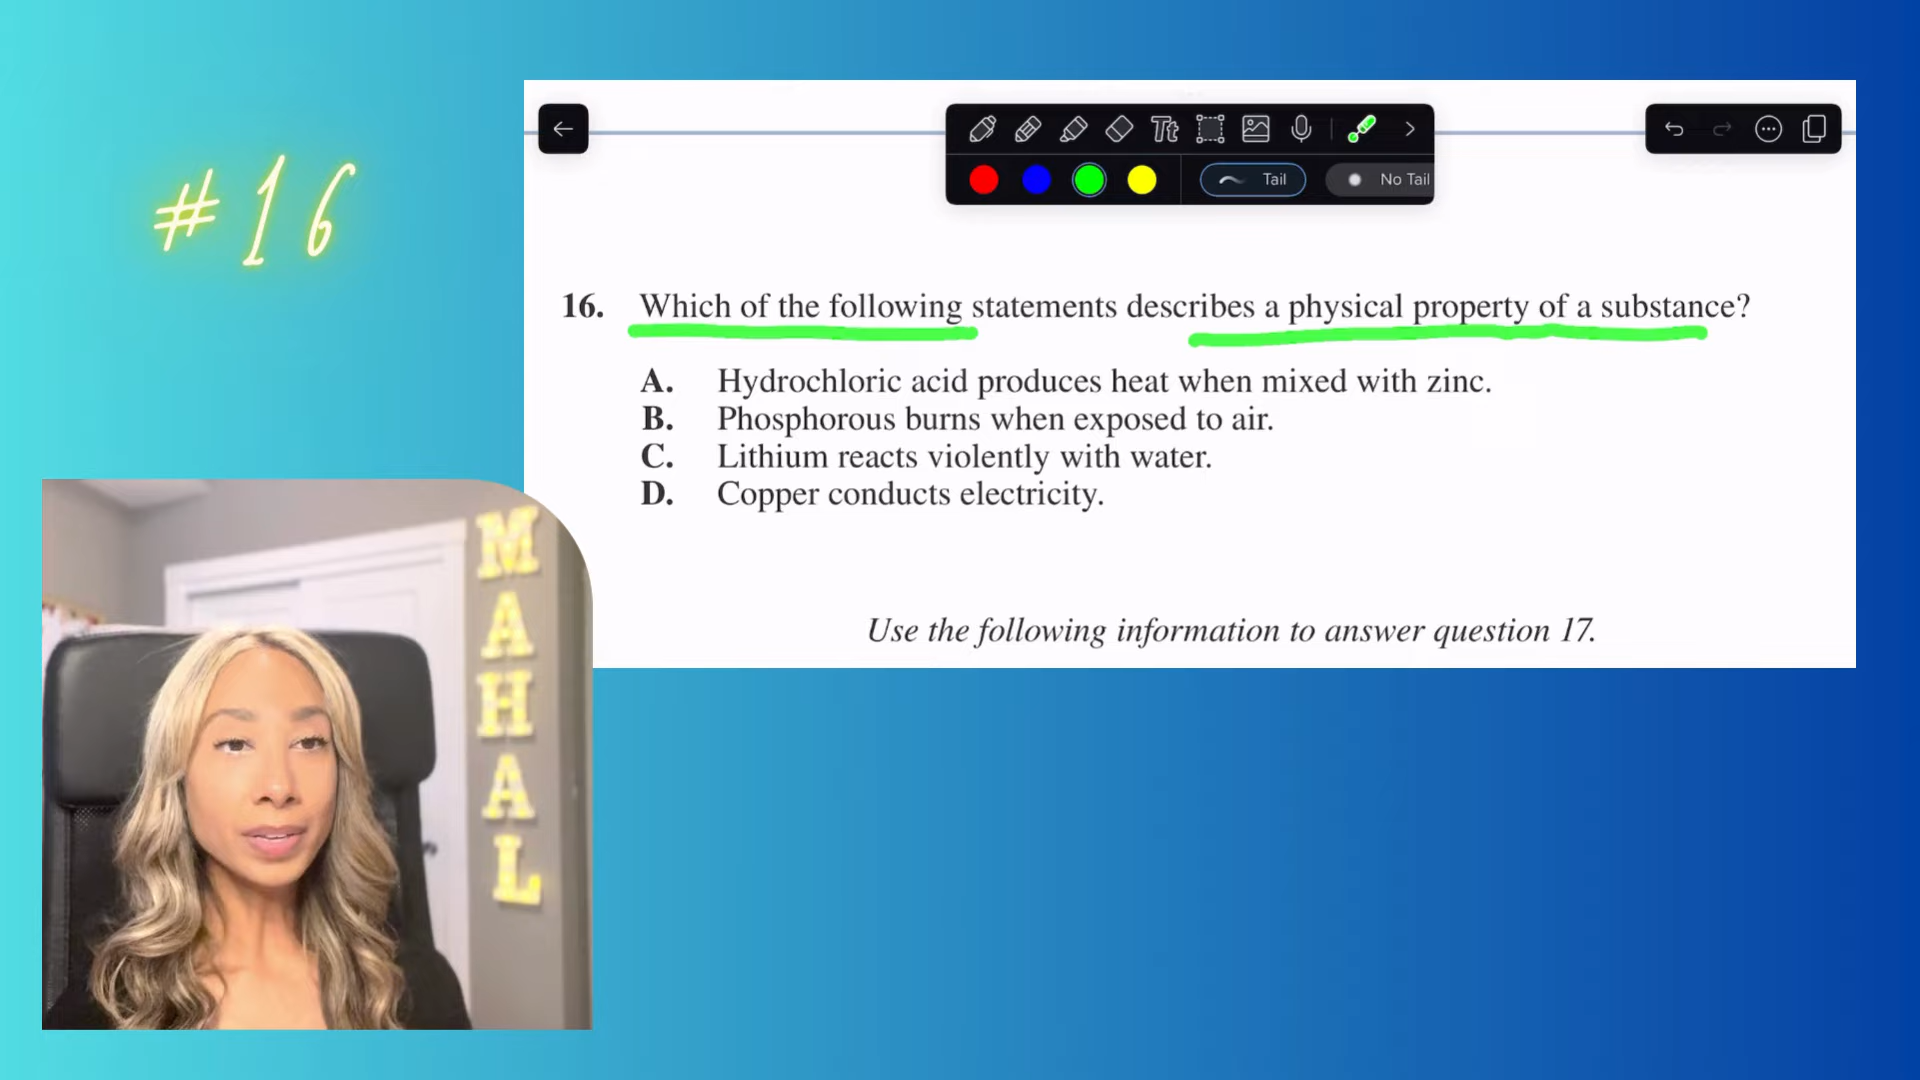 #16
Tt
Tail
No Tail
16. Which of the following statements describes a physical property of a substance?
A. Hydrochloric acid produces heat when mixed with zinc.
B. Phosphorous burns when exposed to air.
C. Lithium reacts violently with water.
D. Copper conducts electricity.
Use the following information to answer question 17.
MAHAL